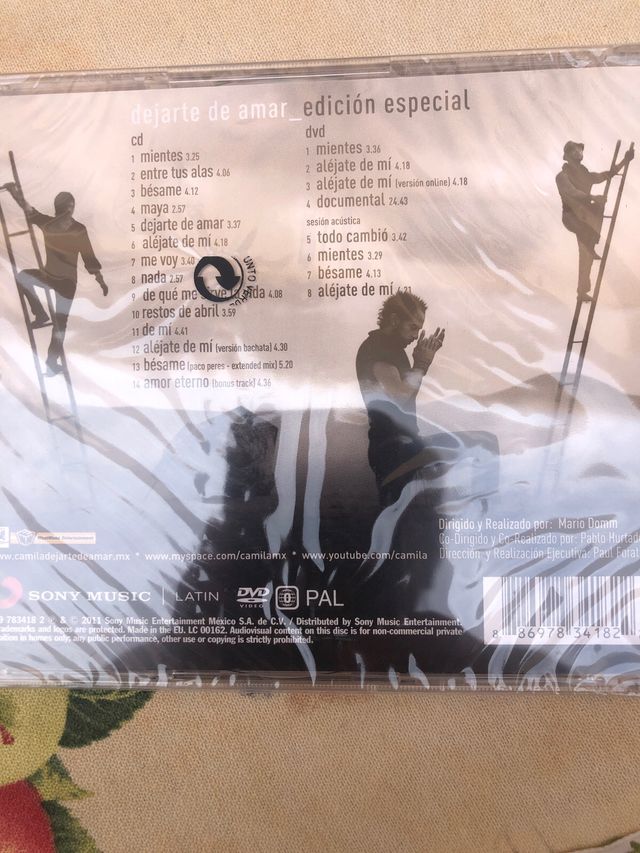 dejarte de amar_edición especial
cd
1 mientes 3.25
2 entre tus alas 4.06
3 bésame 4.12
4 maya 2.57
5 dejarte de amar 3.37
6 aléjate de mí 4.18
7 me voy 3.40
8 nada 2.57
9 de qué me 4.08
10 restos de abril 3.59
11 de mí 4.41
12 aléjate de mí (versión bachata) 4.30
13 bésame (paco peres - extended mix) 5.20
14 amor eterno (bonus track) 4.36
dvd
1 mientes 3.36
2 aléjate de mí 4.18
3 aléjate de mí (versión online) 4.18
4 documental 24.43
sesión acústica
5 todo cambió 3.42
6 mientes 3.29
7 bésame 4.13
8 aléjate de mí 4.21
Dirigido y Realizado por: Mario Domm
Co-Dirigido y Co-Realizado por: Pablo Hurtad
Dirección y Realización Ejecutiva: Paul Forat
ww.camiladejartedeamar.mx * www.myspace.com/camilamx * www.youtube.com/camila
SONY MUSIC | LATIN DVD VIDEO 0 PAL
783418 2 ℗ & © 2011 Sony Music Entertainment México S.A. de C.V. / Distributed by Sony Music Entertainment.
ademarks and logos are protected. Made in the EU. LC 00162. Audiovisual content on this disc is for non-commercial private
in homes only; any public performance, other use or copying is strictly prohibited.
8 86978 34182